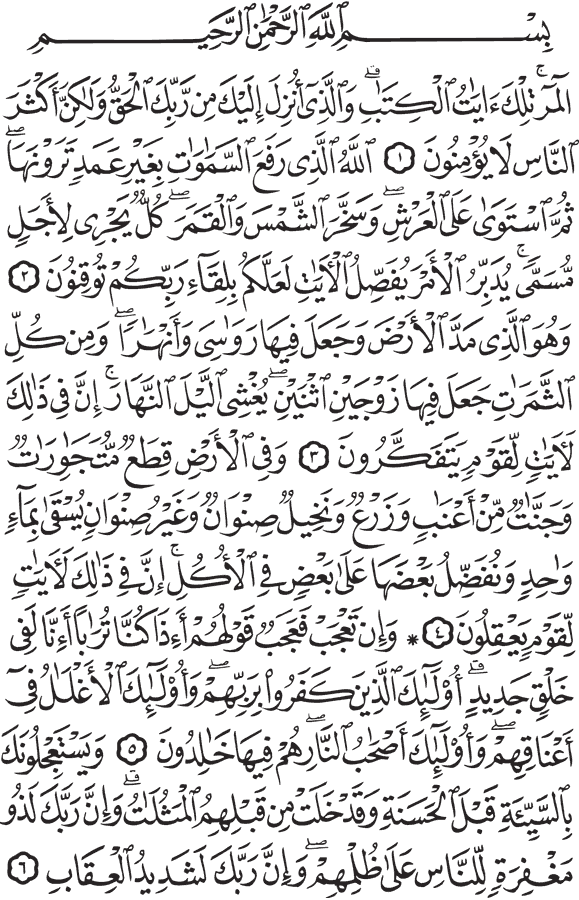 بِسْمِ ٱللَّهِ ٱلرَّحْمَٰنِ ٱلرَّحِيمِ
الٓمٓرۚ تِلْكَ ءَايَٰتُ ٱلْكِتَٰبِۗ وَٱلَّذِىٓ أُنزِلَ إِلَيْكَ مِن رَّبِّكَ ٱلْحَقُّ وَلَٰكِنَّ أَكْثَرَ
ٱلنَّاسِ لَا يُؤْمِنُونَ ١ ٱللَّهُ ٱلَّذِى رَفَعَ ٱلسَّمَٰوَٰتِ بِغَيْرِ عَمَدٍ تَرَوْنَهَاۖ
ثُمَّ ٱسْتَوَىٰ عَلَى ٱلْعَرْشِۖ وَسَخَّرَ ٱلشَّمْسَ وَٱلْقَمَرَۖ كُلٌّ يَجْرِى لِأَجَلٍ
مُّسَمًّىۚ يُدَبِّرُ ٱلْأَمْرَ يُفَصِّلُ ٱلْءَايَٰتِ لَعَلَّكُم بِلِقَآءِ رَبِّكُمْ تُوقِنُونَ ٢
وَهُوَ ٱلَّذِى مَدَّ ٱلْأَرْضَ وَجَعَلَ فِيهَا رَوَٰسِىَ وَأَنْهَٰرًاۖ وَمِن كُلِّ
ٱلثَّمَرَٰتِ جَعَلَ فِيهَا زَوْجَيْنِ ٱثْنَيْنِۖ يُغْشِى ٱلَّيْلَ ٱلنَّهَارَۚ إِنَّ فِى ذَٰلِكَ
لَءَايَٰتٍ لِّقَوْمٍ يَتَفَكَّرُونَ ٣ وَفِى ٱلْأَرْضِ قِطَعٌ مُّتَجَٰوِرَٰتٌ
وَجَنَّٰتٌ مِّنْ أَعْنَٰبٍ وَزَرْعٌ وَنَخِيلٌ صِنْوَانٌ وَغَيْرُ صِنْوَانٍ يُسْقَىٰ بِمَآءٍ
وَٰحِدٍ وَنُفَضِّلُ بَعْضَهَا عَلَىٰ بَعْضٍ فِى ٱلْأُكُلِۚ إِنَّ فِى ذَٰلِكَ لَءَايَٰتٍ
لِّقَوْمٍ يَعْقِلُونَ ٤ * وَإِن تَعْجَبْ فَعَجَبٌ قَوْلُهُمْ أَءِذَا كُنَّا تُرَٰبًا أَءِنَّا لَفِى
خَلْقٍ جَدِيدٍۗ أُو۟لَٰٓئِكَ ٱلَّذِينَ كَفَرُوا۟ بِرَبِّهِمْۖ وَأُو۟لَٰٓئِكَ ٱلْأَغْلَٰلُ فِىٓ
أَعْنَاقِهِمْۖ وَأُو۟لَٰٓئِكَ أَصْحَٰبُ ٱلنَّارِۖ هُمْ فِيهَا خَٰلِدُونَ ٥ وَيَسْتَعْجِلُونَكَ
بِٱلسَّيِّئَةِ قَبْلَ ٱلْحَسَنَةِ وَقَدْ خَلَتْ مِن قَبْلِهِمُ ٱلْمَثُلَٰتُۗ وَإِنَّ رَبَّكَ لَذُو
مَغْفِرَةٍ لِّلنَّاسِ عَلَىٰ ظُلْمِهِمْۖ وَإِنَّ رَبَّكَ لَشَدِيدُ ٱلْعِقَابِ ٦